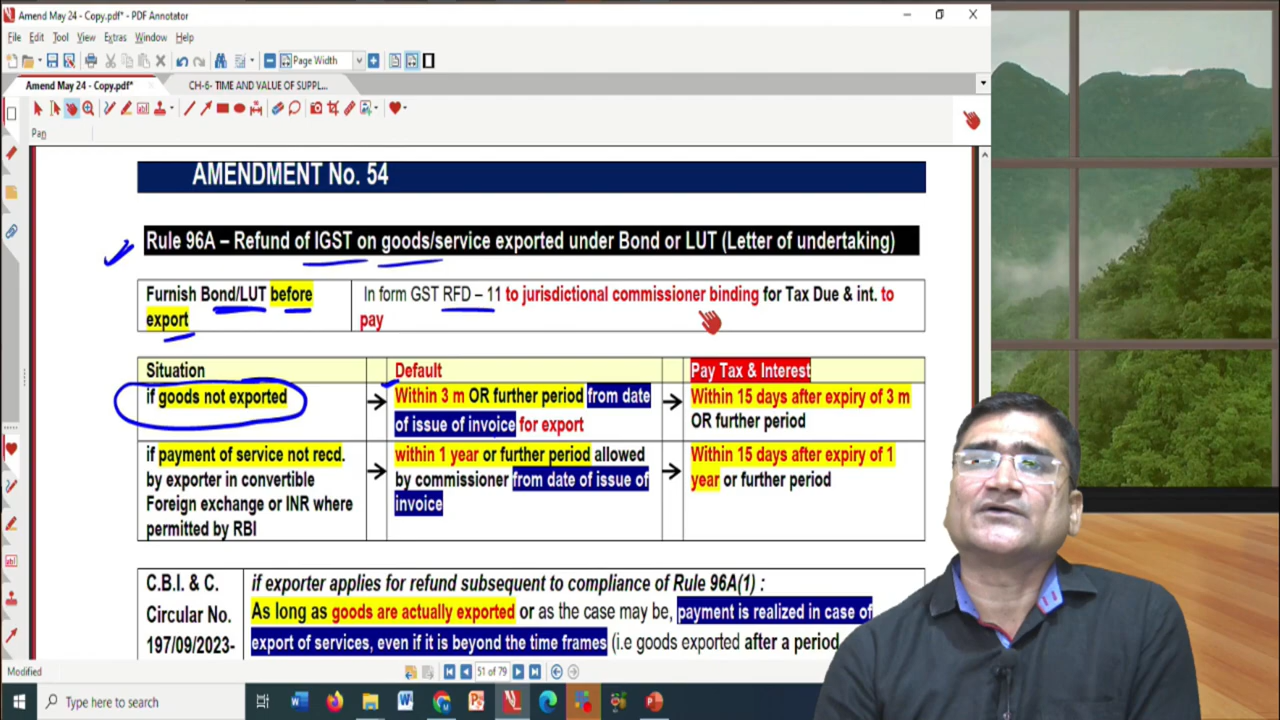 Amend May 24 - Copy.pdf* - PDF Annotator
File Edit Tool View Extras Window Help
Page Width
Amend May 24 - Copy.pdf* CH-6- TIME AND VALUE OF SUPPL...
Pan
AMENDMENT No. 54
Rule 96A – Refund of IGST on goods/service exported under Bond or LUT (Letter of undertaking)
Furnish Bond/LUT before
export
In form GST RFD – 11 to jurisdictional commissioner binding for Tax Due & int. to
pay
Situation
Default
Pay Tax & Interest
if goods not exported
Within 3 m OR further period from date
of issue of invoice for export
Within 15 days after expiry of 3 m
OR further period
if payment of service not recd.
by exporter in convertible
Foreign exchange or INR where
permitted by RBI
within 1 year or further period allowed
by commissioner from date of issue of
invoice
Within 15 days after expiry of 1
year or further period
C.B.I. & C.
Circular No.
197/09/2023-
if exporter applies for refund subsequent to compliance of Rule 96A(1) :
As long as goods are actually exported or as the case may be, payment is realized in case of
export of services, even if it is beyond the time frames (i.e goods exported after a period
Modified
51 of 79
Type here to search